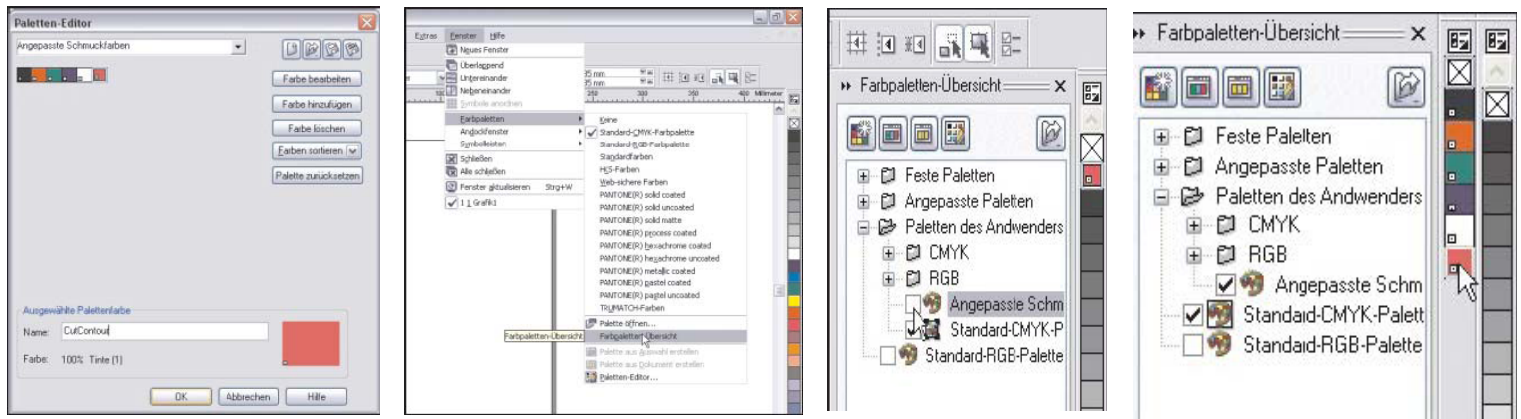 Paletten-Editor
Angepasste Schmuckfarben
Farbe bearbeiten
Farbe hinzufügen
Farbe löschen
Farben sortieren
Palette zurücksetzen
Ausgewählte Palettenfarbe
Name: CutContour
Farbe: 100% Tinte (1)
OK Abbrechen Hilfe
Extras Fenster Hilfe
Neues Fenster
Überlappend
Untereinander
Nebeneinander
Symbole anordnen
Farbpaletten
Andockfenster
Symbolleisten
Schließen
Alle schließen
Fenster aktualisieren Strg+W
1 1 Grafik1
250 300 350 400 Millimeter
Keine
Standard-CMYK-Farbpalette
Standard-RGB-Farbpalette
Standardfarben
HKS-Farben
Web-sichere Farben
PANTONE(R) solid coated
PANTONE(R) solid uncoated
PANTONE(R) solid matte
PANTONE(R) process coated
PANTONE(R) hexachrome coated
PANTONE(R) hexachrome uncoated
PANTONE(R) metallic coated
PANTONE(R) pastel coated
PANTONE(R) pastel uncoated
TRUMATCH-Farben
Palette öffnen...
Farbpaletten-Übersicht
Palette aus Auswahl erstellen
Palette aus Dokument erstellen
Paletten-Editor...
Farbpaletten-Übersicht
Farbpaletten-Übersicht
Feste Paletten
Angepasste Paletten
Paletten des Andwenders
CMYK
RGB
Angepasste Schm
Standard-CMYK-P
Standard-RGB-Palette
Farbpaletten-Übersicht
Feste Paletten
Angepasste Paletten
Paletten des Andwenders
CMYK
RGB
Angepasste Schm
Standard-CMYK-Palett
Standard-RGB-Palette